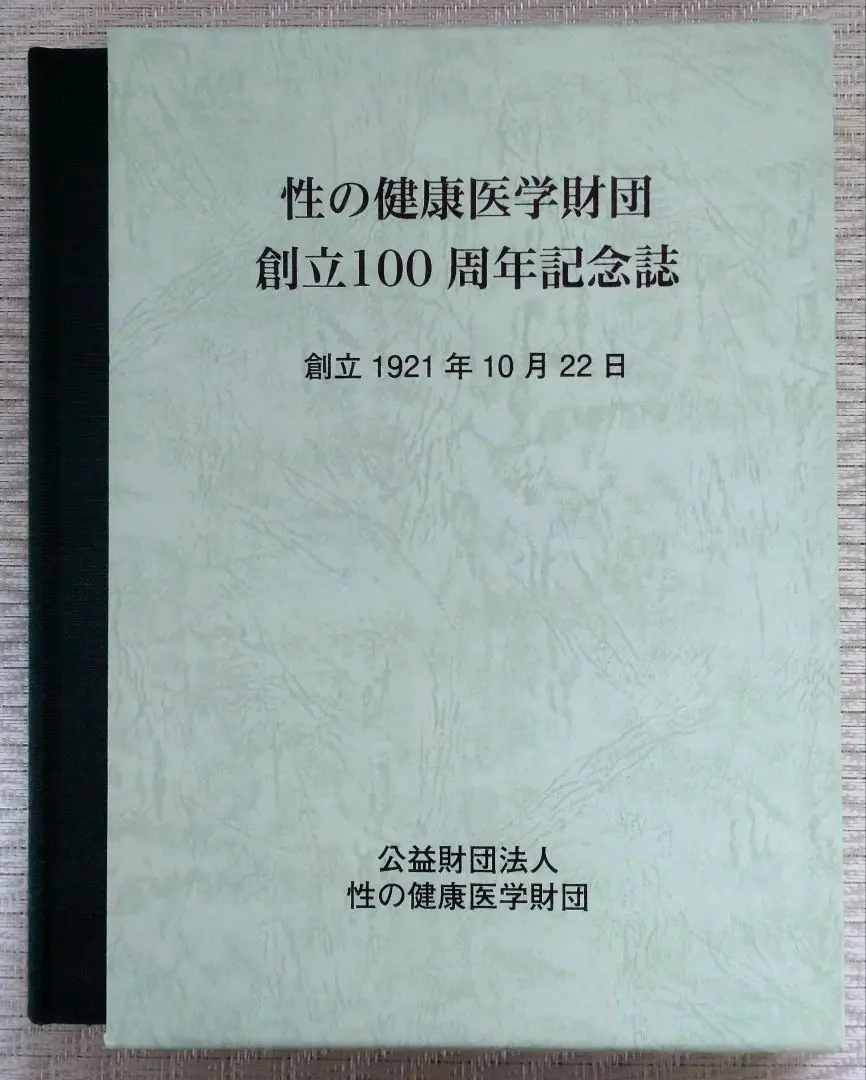 性の健康医学財団
創立100 周年記念誌
創立 1921 年 10 月 22 日
公益財団法人
性の健康医学財団